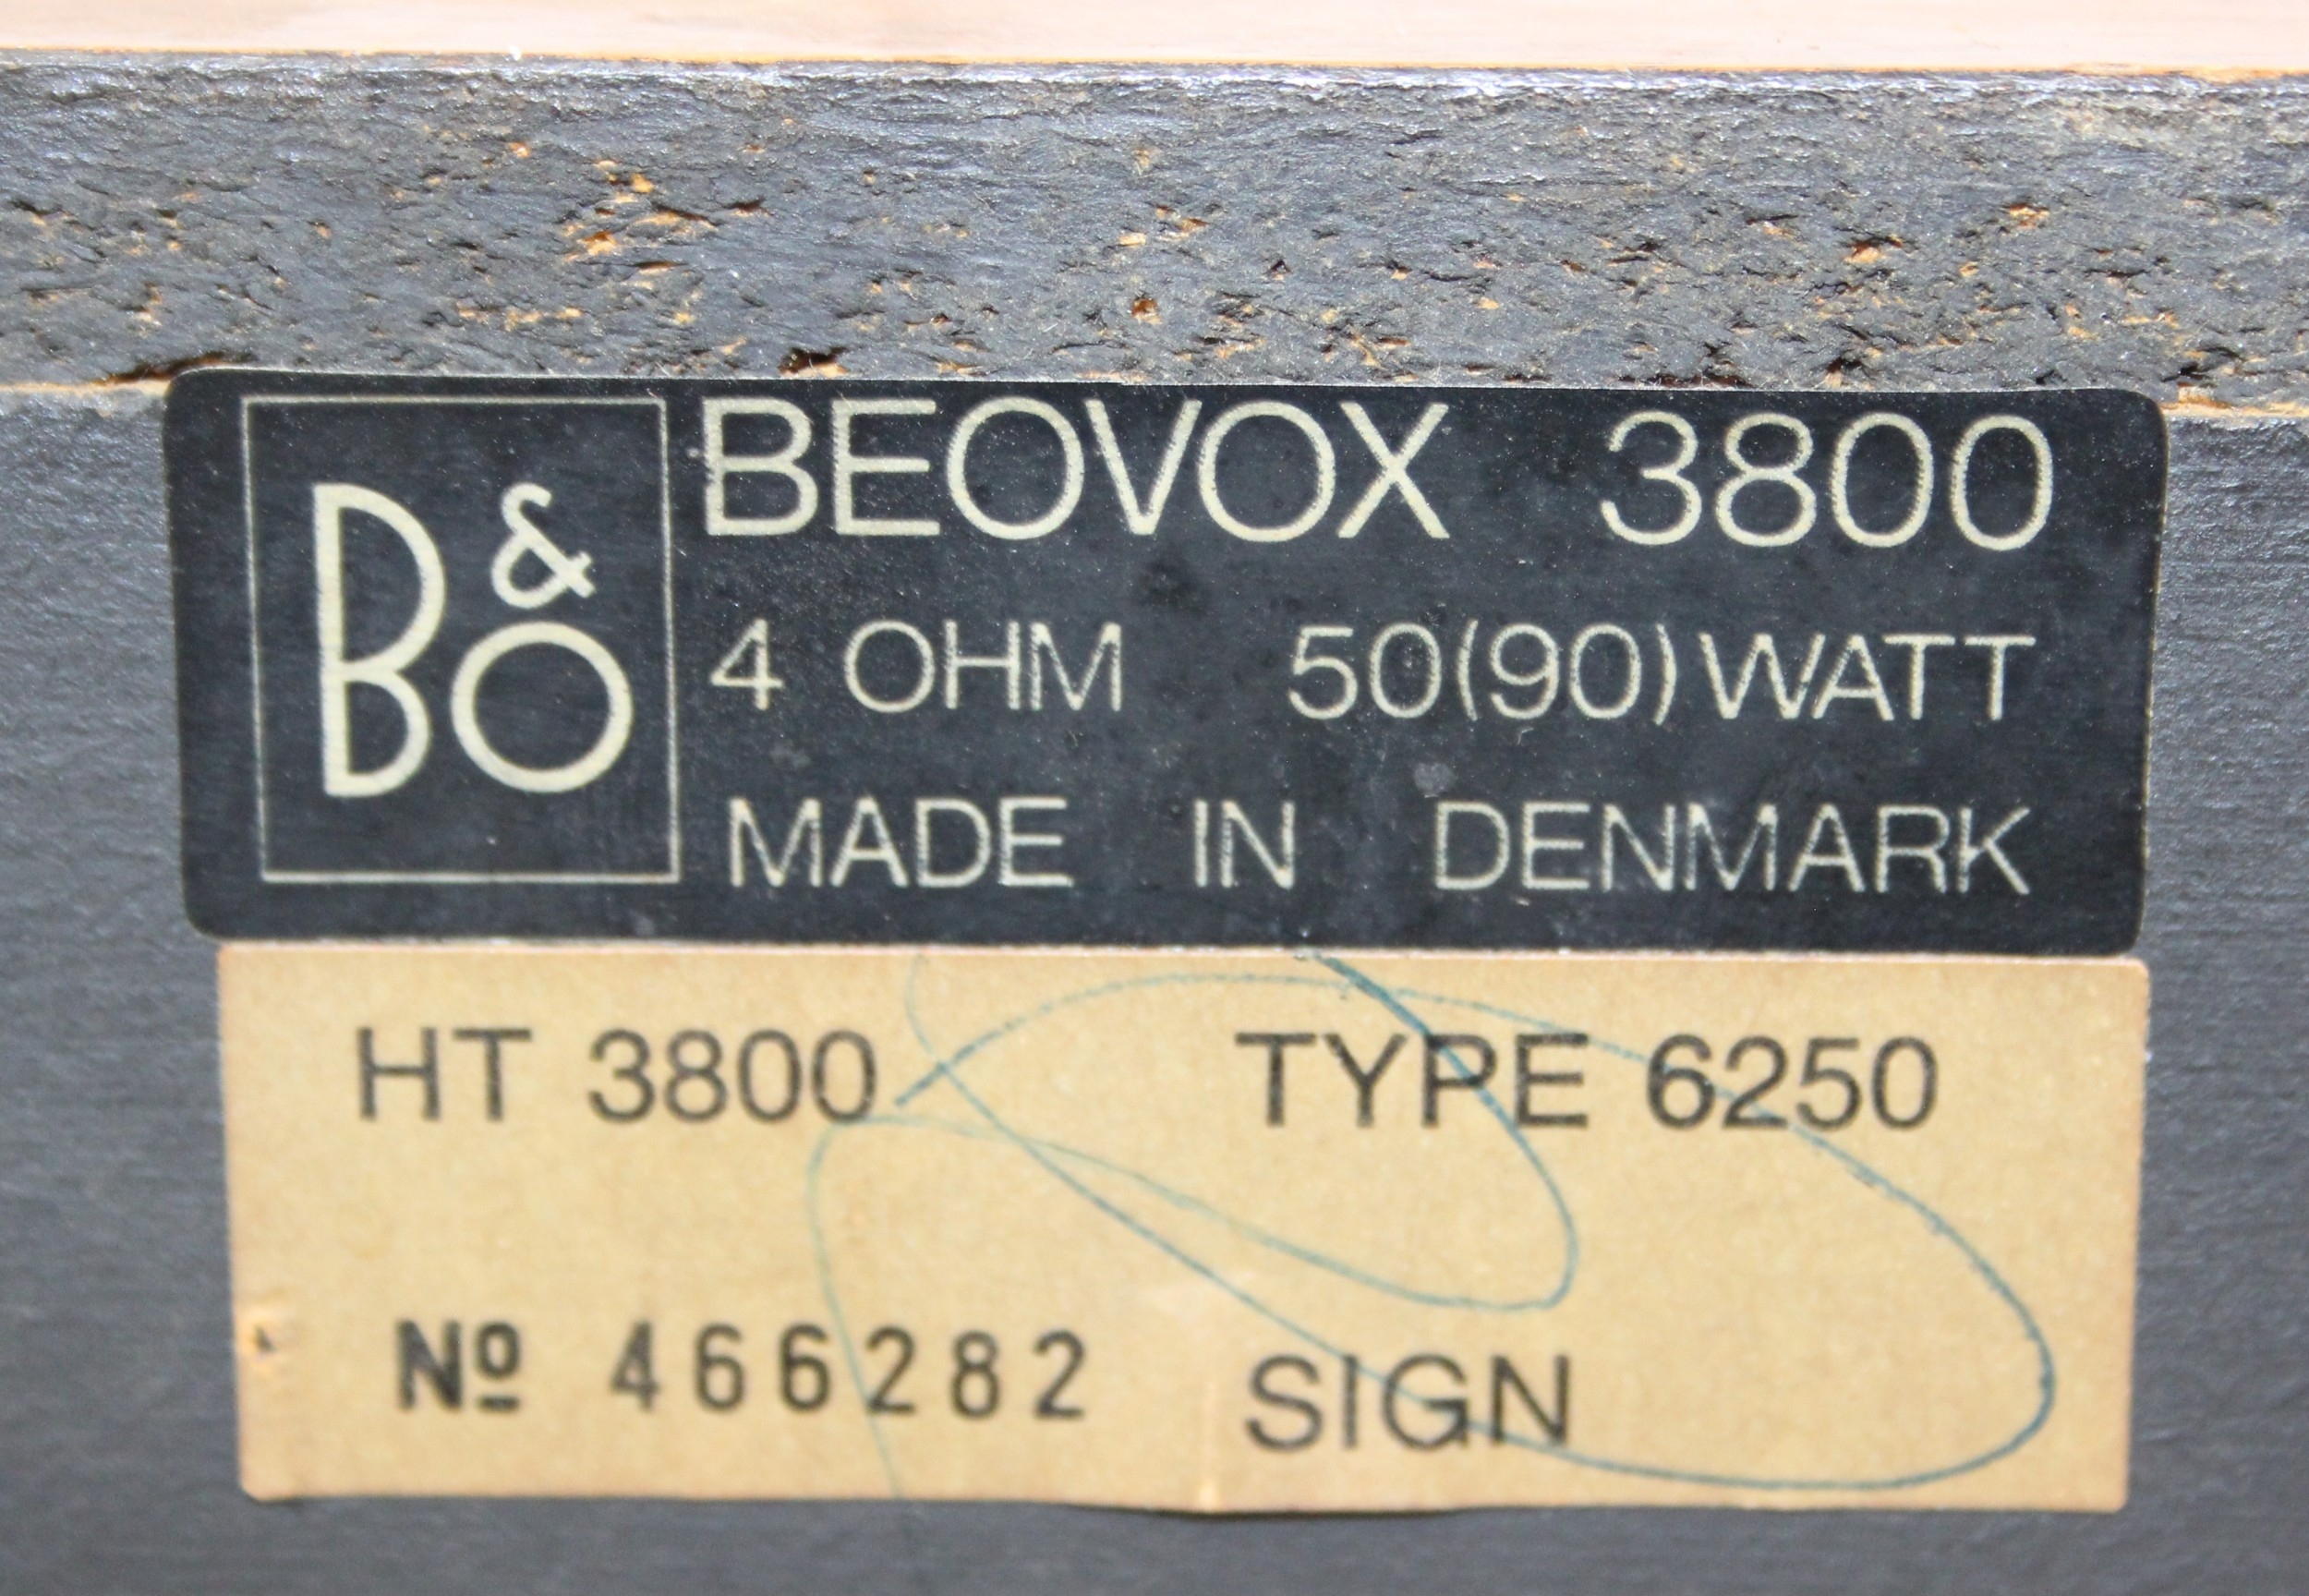 B&O
BEOVOX 3800
4 OHM 50(90) WATT
MADE IN DENMARK
HT 3800 TYPE 6250
Nº 466282 SIGN